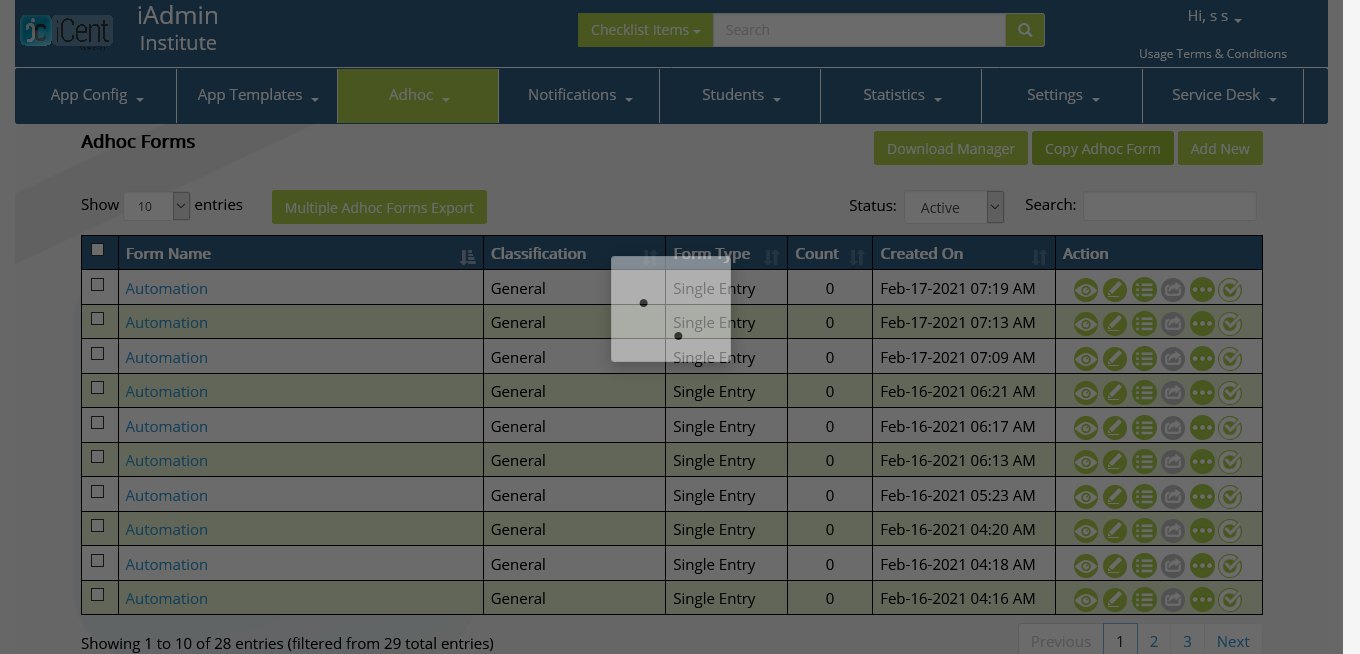 iCent
iAdmin
Institute
Checklist Items
Search
Hi, s s
Usage Terms & Conditions
App Config
App Templates
Adhoc
Notifications
Students
Statistics
Settings
Service Desk
Adhoc Forms
Download Manager
Copy Adhoc Form
Add New
Show 10 entries
Multiple Adhoc Forms Export
Status: Active
Search:
Form Name Classification Form Type Count Created On Action
Automation General Single Entry 0 Feb-17-2021 07:19 AM
Automation General Single Entry 0 Feb-17-2021 07:13 AM
Automation General Single Entry 0 Feb-17-2021 07:09 AM
Automation General Single Entry 0 Feb-16-2021 06:21 AM
Automation General Single Entry 0 Feb-16-2021 06:17 AM
Automation General Single Entry 0 Feb-16-2021 06:13 AM
Automation General Single Entry 0 Feb-16-2021 05:23 AM
Automation General Single Entry 0 Feb-16-2021 04:20 AM
Automation General Single Entry 0 Feb-16-2021 04:18 AM
Automation General Single Entry 0 Feb-16-2021 04:16 AM
Showing 1 to 10 of 28 entries (filtered from 29 total entries)
Previous 1 2 3 Next